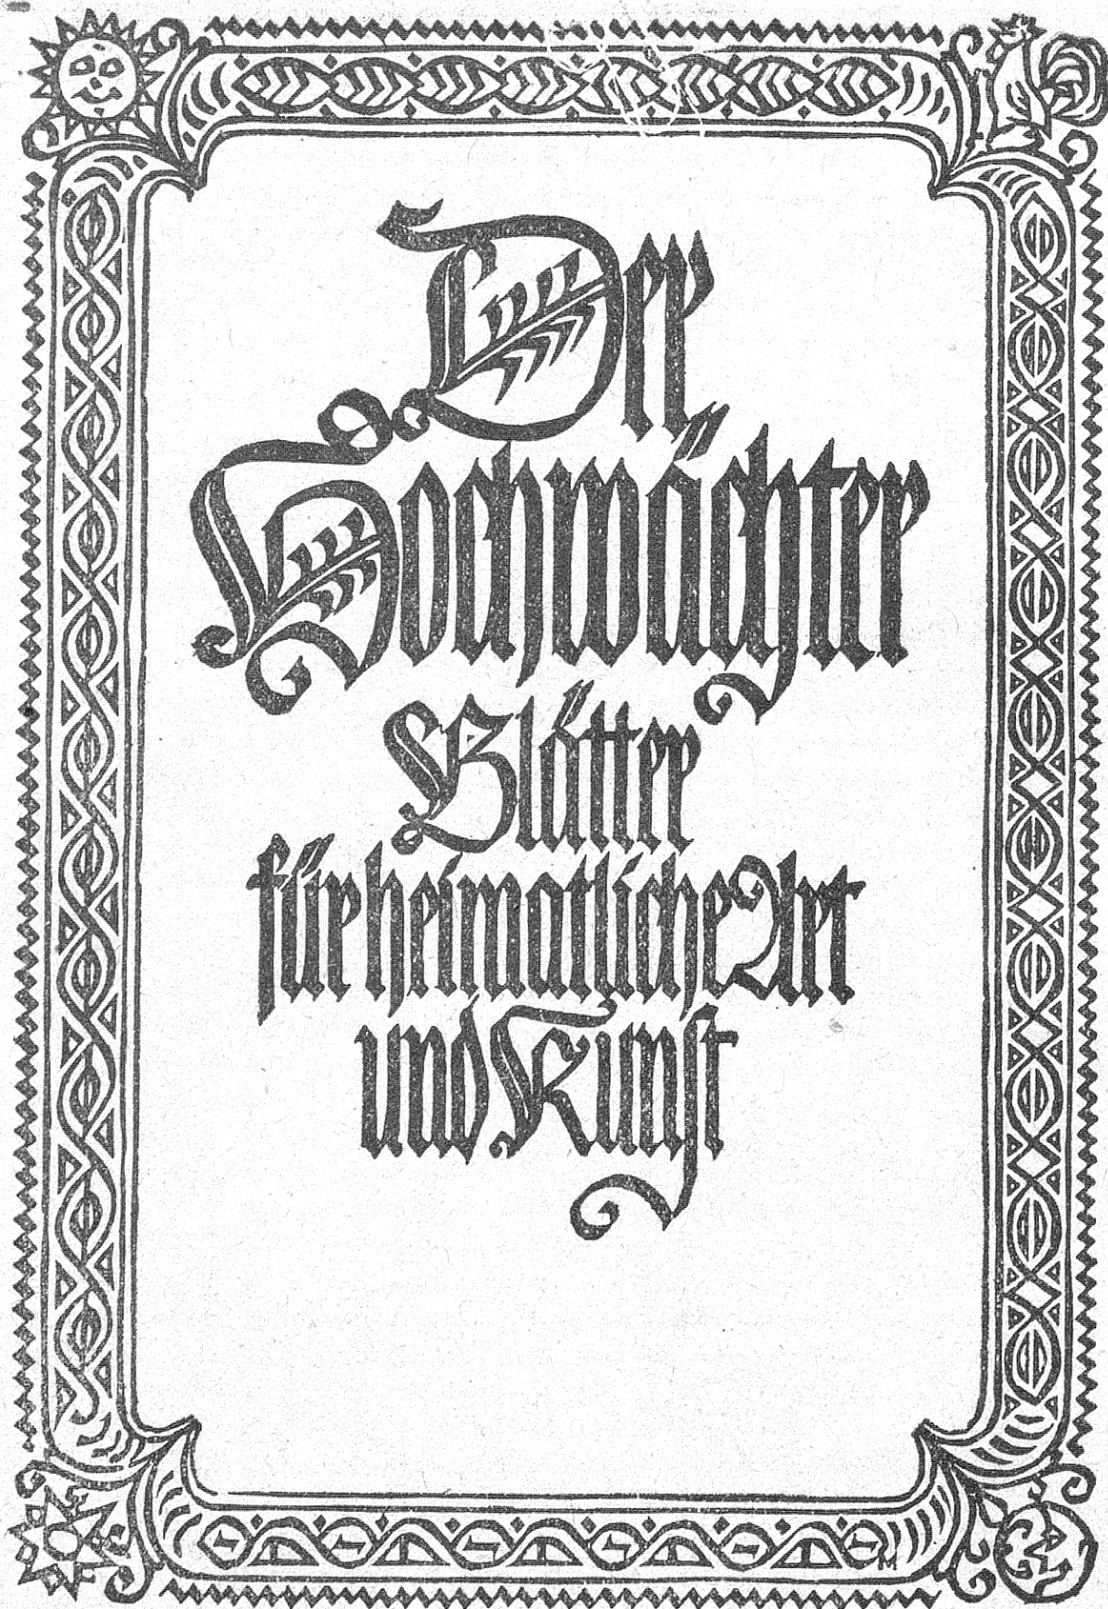 Der
Hochwächter
Blätter
für heimatliche Art
und Kunst
M